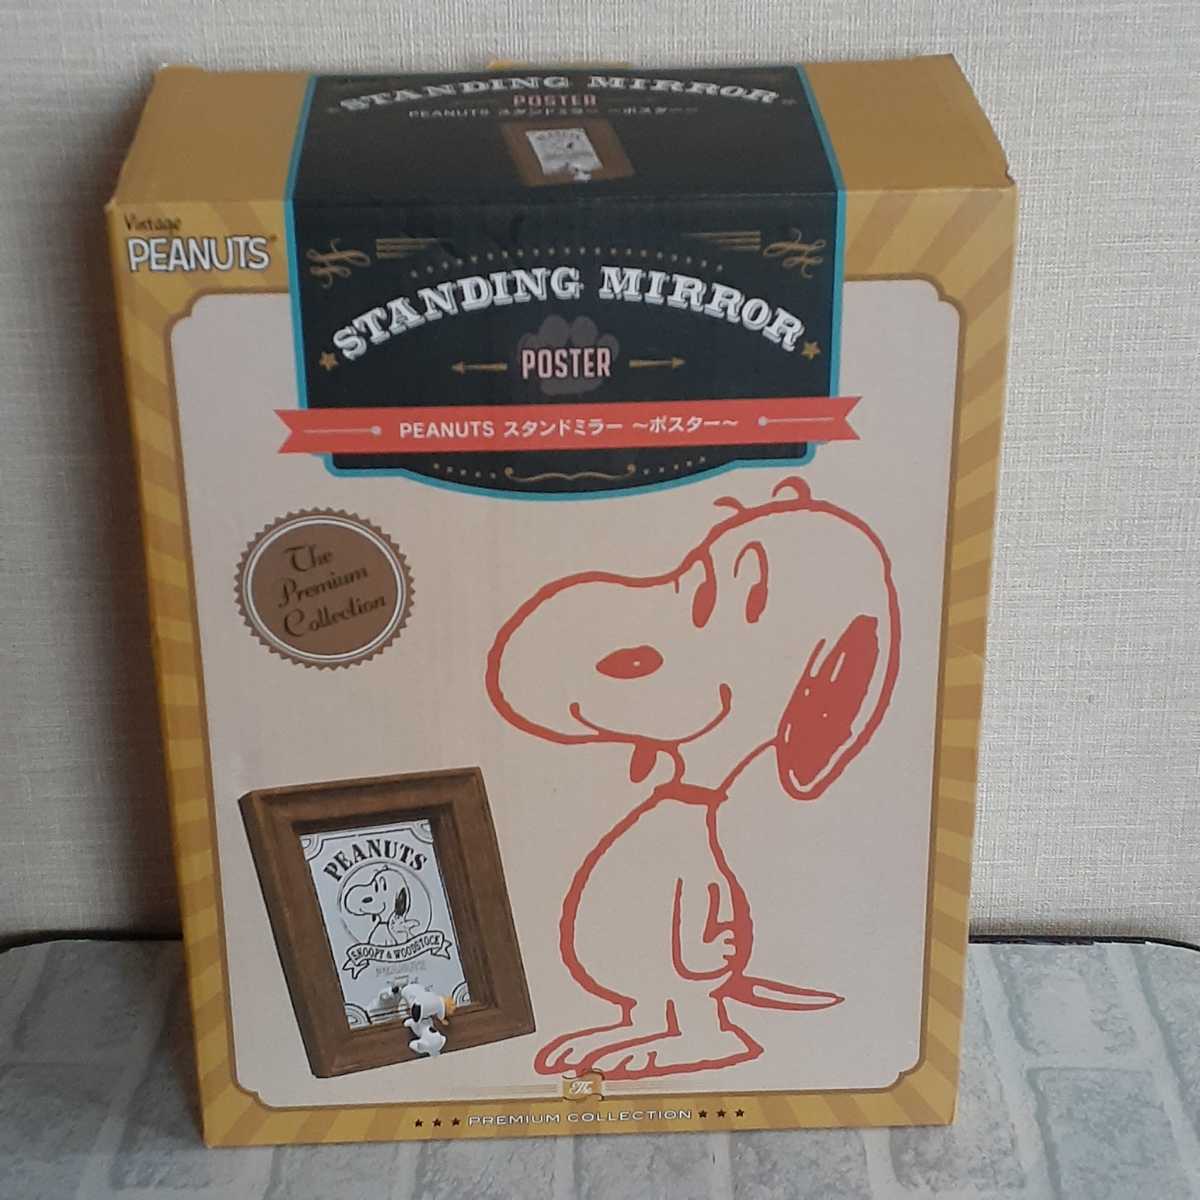 STANDING MIRROR
POSTER
PEANUTS スタンドミラー ～ポスター～
Vintage
PEANUTS
STANDING MIRROR
POSTER
PEANUTS スタンドミラー ～ポスター～
The
Premium
Collection
PEANUTS
SNOOPY & WOODSTOCK
The
PREMIUM COLLECTION